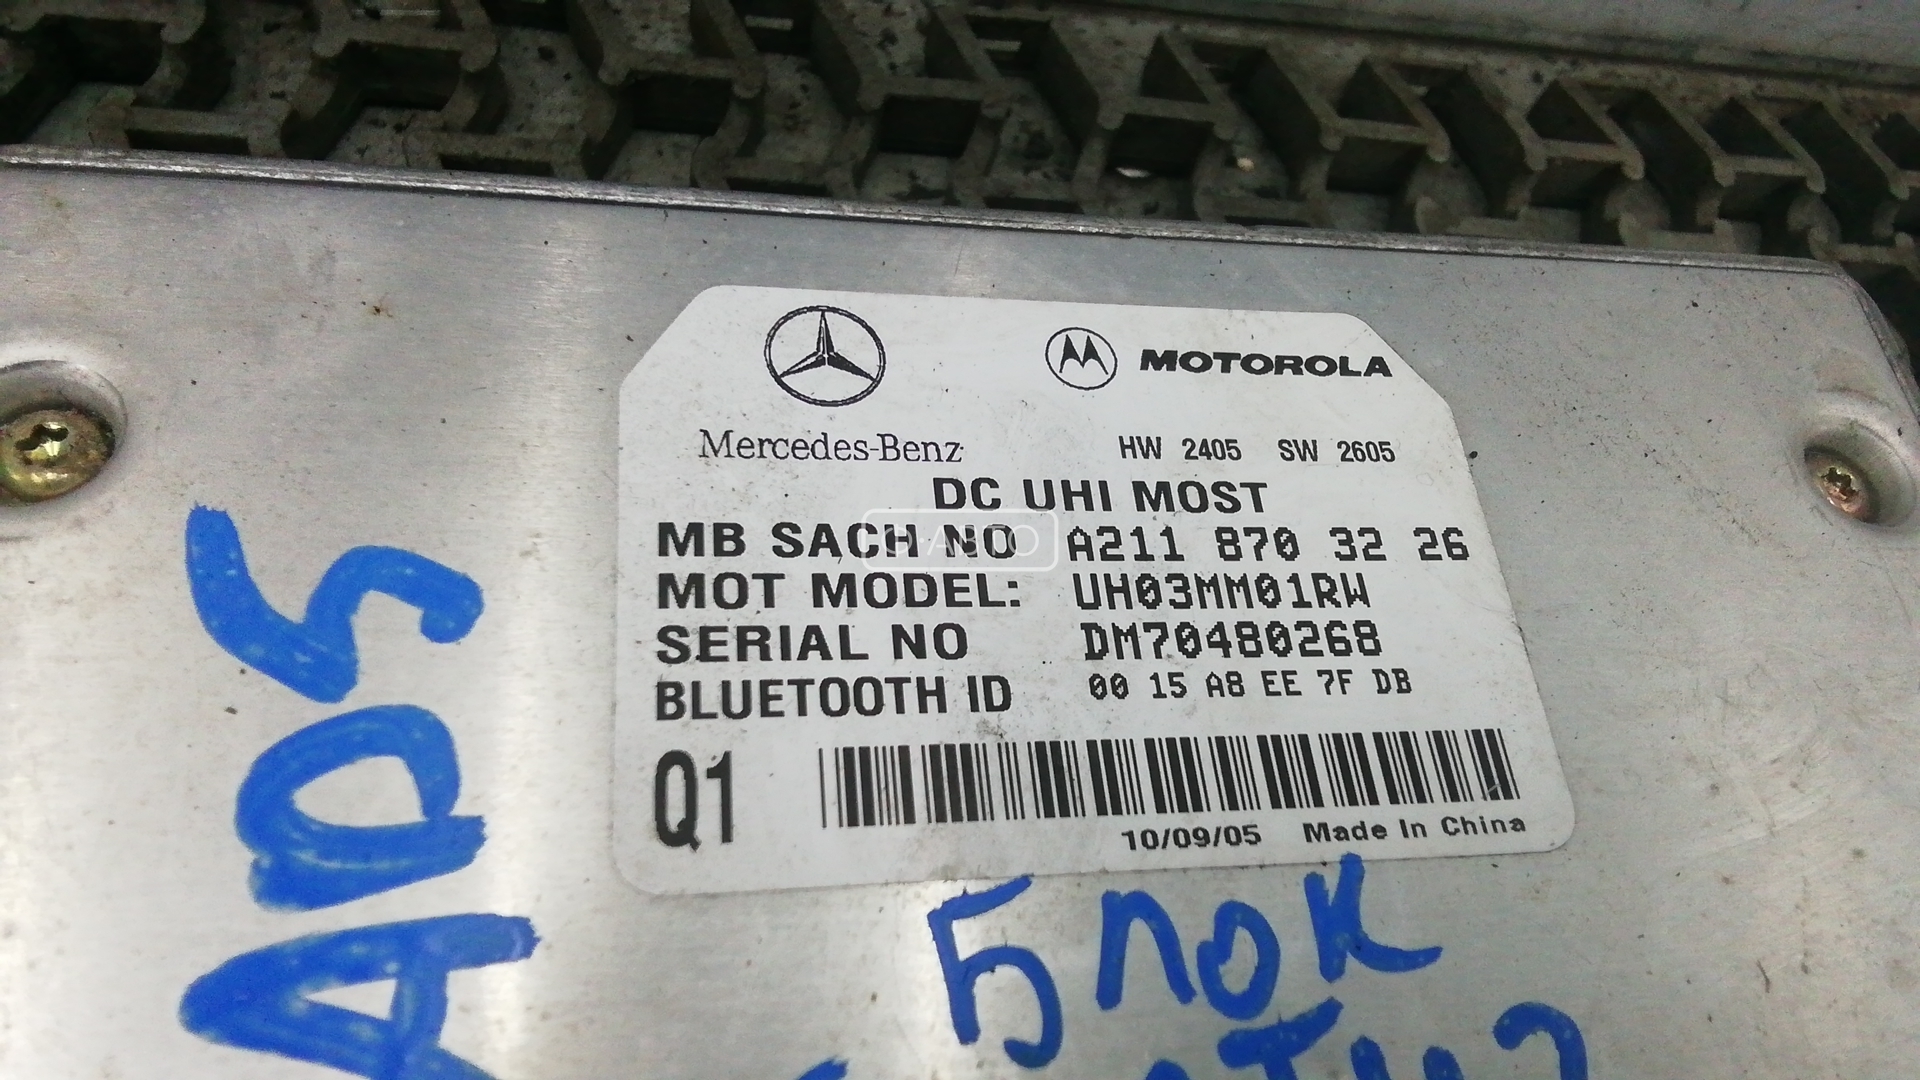 MOTOROLA
Mercedes-Benz
HW 2405 SW 2605
DC UHI MOST
MB SACH NO A211 870 32 26
MOT MODEL: UH03MM01RW
SERIAL NO DM70480268
BLUETOOTH ID 00 15 A8 EE 7F DB
Q1
10/09/05 Made In China
Блок